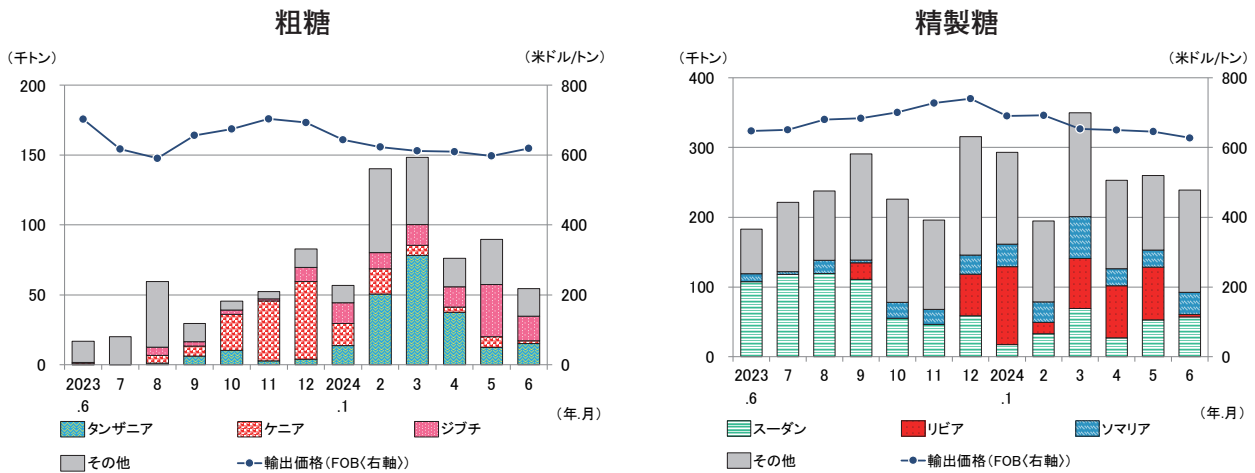 粗糖
（千トン）
（米ドル/トン）
200
800
150
600
100
400
50
200
0
0
2023 7 8 9 10 11 12 2024 2 3 4 5 6
.6 .1
（年.月）
タンザニア ケニア ジブチ
その他 輸出価格（FOB〈右軸〉）
精製糖
（千トン）
（米ドル/トン）
400
800
300
600
200
400
100
200
0
0
2023 7 8 9 10 11 12 2024 2 3 4 5 6
.6 .1
（年.月）
スーダン リビア ソマリア
その他 輸出価格（FOB〈右軸〉）